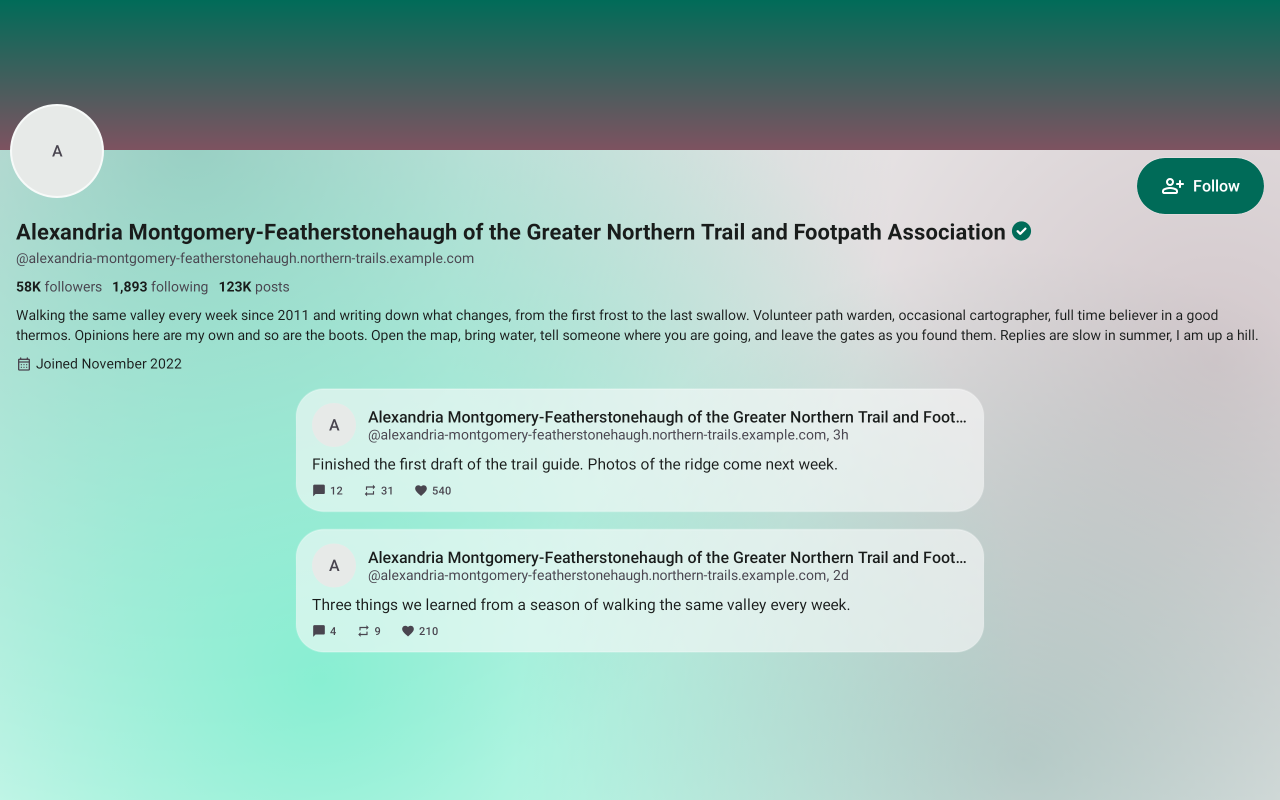 A
Follow
Alexandria Montgomery-Featherstonehaugh of the Greater Northern Trail and Footpath Association
@alexandria-montgomery-featherstonehaugh.northern-trails.example.com
58K followers 1,893 following 123K posts
Walking the same valley every week since 2011 and writing down what changes, from the first frost to the last swallow. Volunteer path warden, occasional cartographer, full time believer in a good
thermos. Opinions here are my own and so are the boots. Open the map, bring water, tell someone where you are going, and leave the gates as you found them. Replies are slow in summer, I am up a hill.
Joined November 2022
A
Alexandria Montgomery-Featherstonehaugh of the Greater Northern Trail and Foot…
@alexandria-montgomery-featherstonehaugh.northern-trails.example.com, 3h
Finished the first draft of the trail guide. Photos of the ridge come next week.
12 31 540
A
Alexandria Montgomery-Featherstonehaugh of the Greater Northern Trail and Foot…
@alexandria-montgomery-featherstonehaugh.northern-trails.example.com, 2d
Three things we learned from a season of walking the same valley every week.
4 9 210